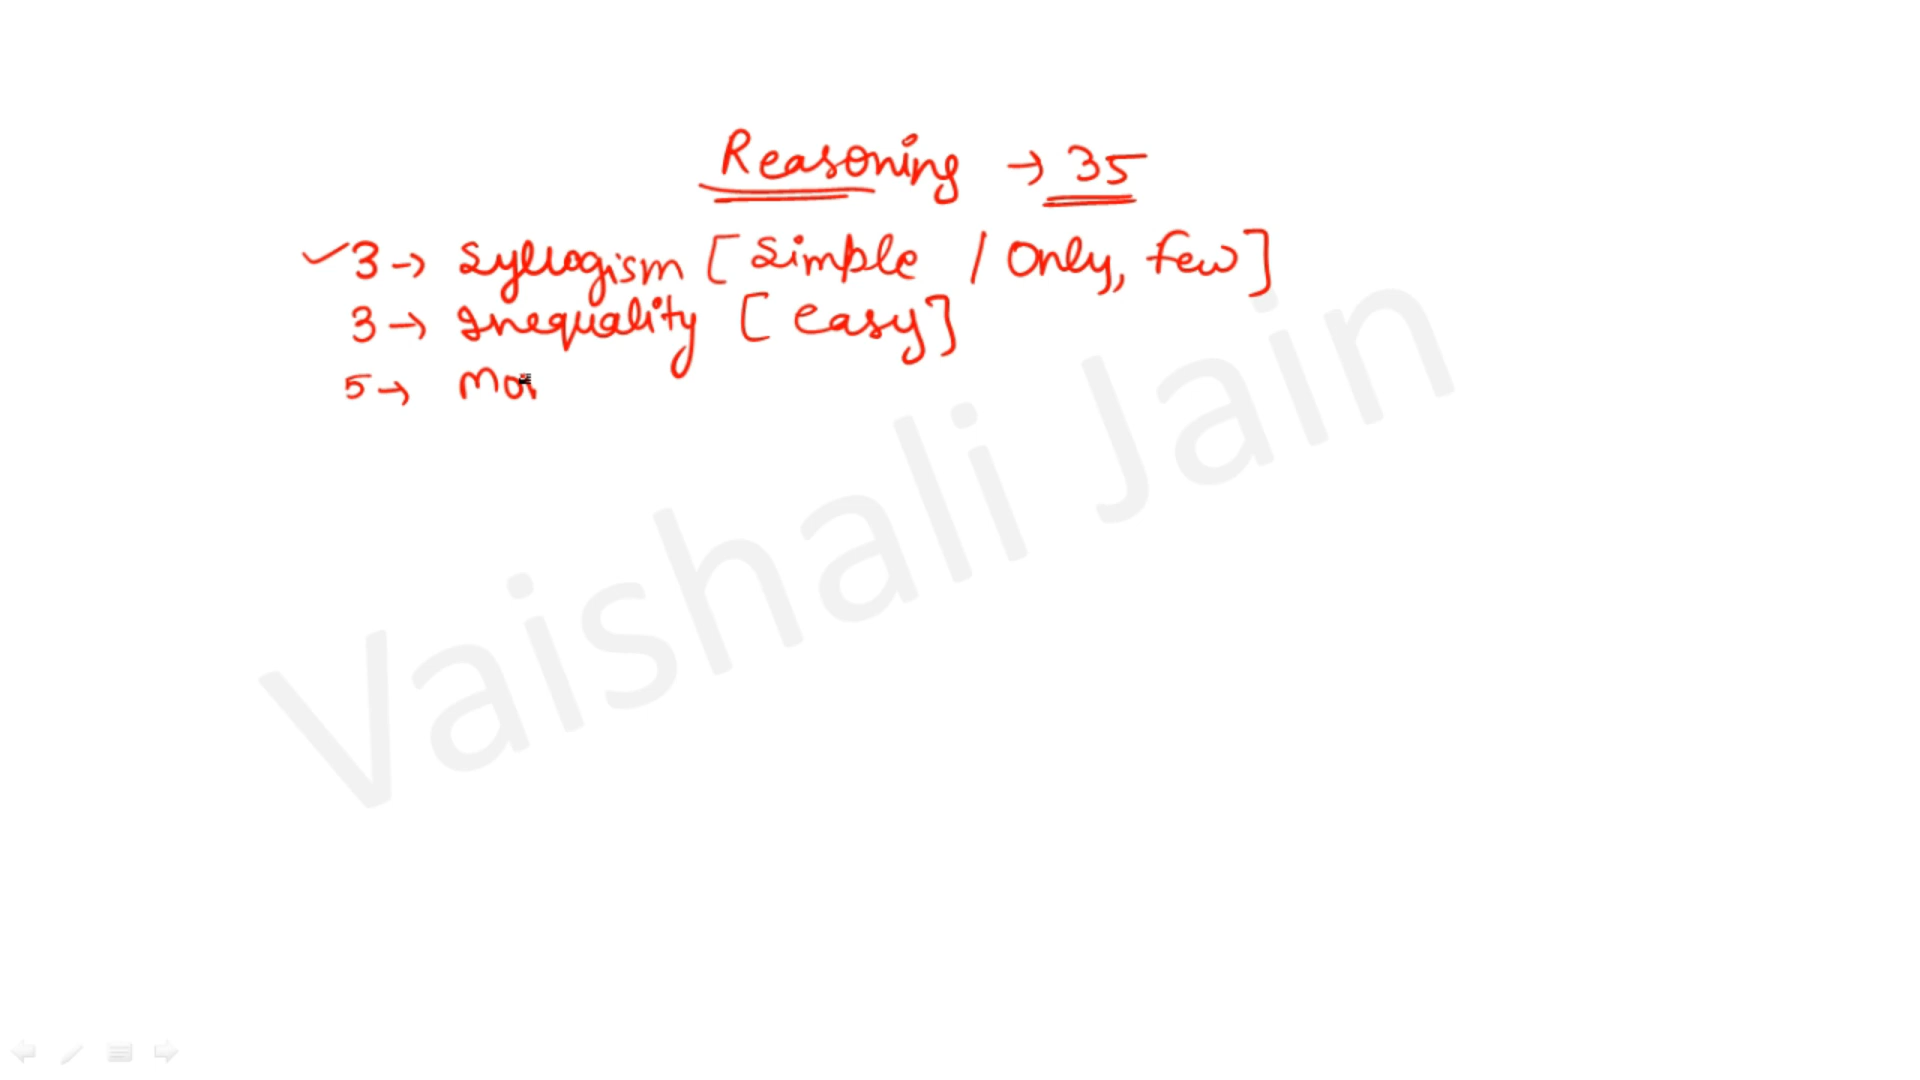 Reasoning → 35
✓3 → Syllogism [Simple / Only, few]
3 → Inequality [easy]
5 →
Vaishali Jain